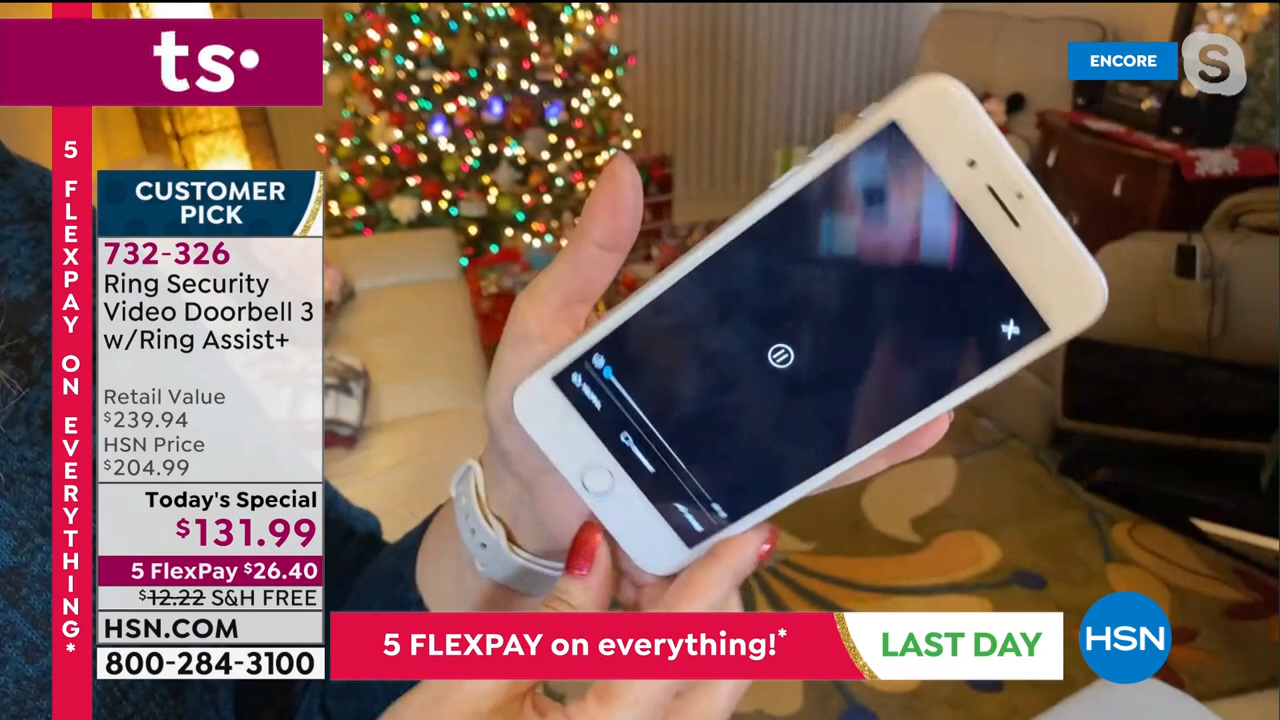 ts.
ENCORE
S
5 FLEXPAY ON EVERYTHING!*
CUSTOMER
PICK
732-326
Ring Security
Video Doorbell 3
w/Ring Assist+
Retail Value
$239.94
HSN Price
$204.99
Today's Special
$131.99
5 FlexPay $26.40
$12.22 S&H FREE
HSN.COM
800-284-3100
5 FLEXPAY on everything!*
LAST DAY
HSN